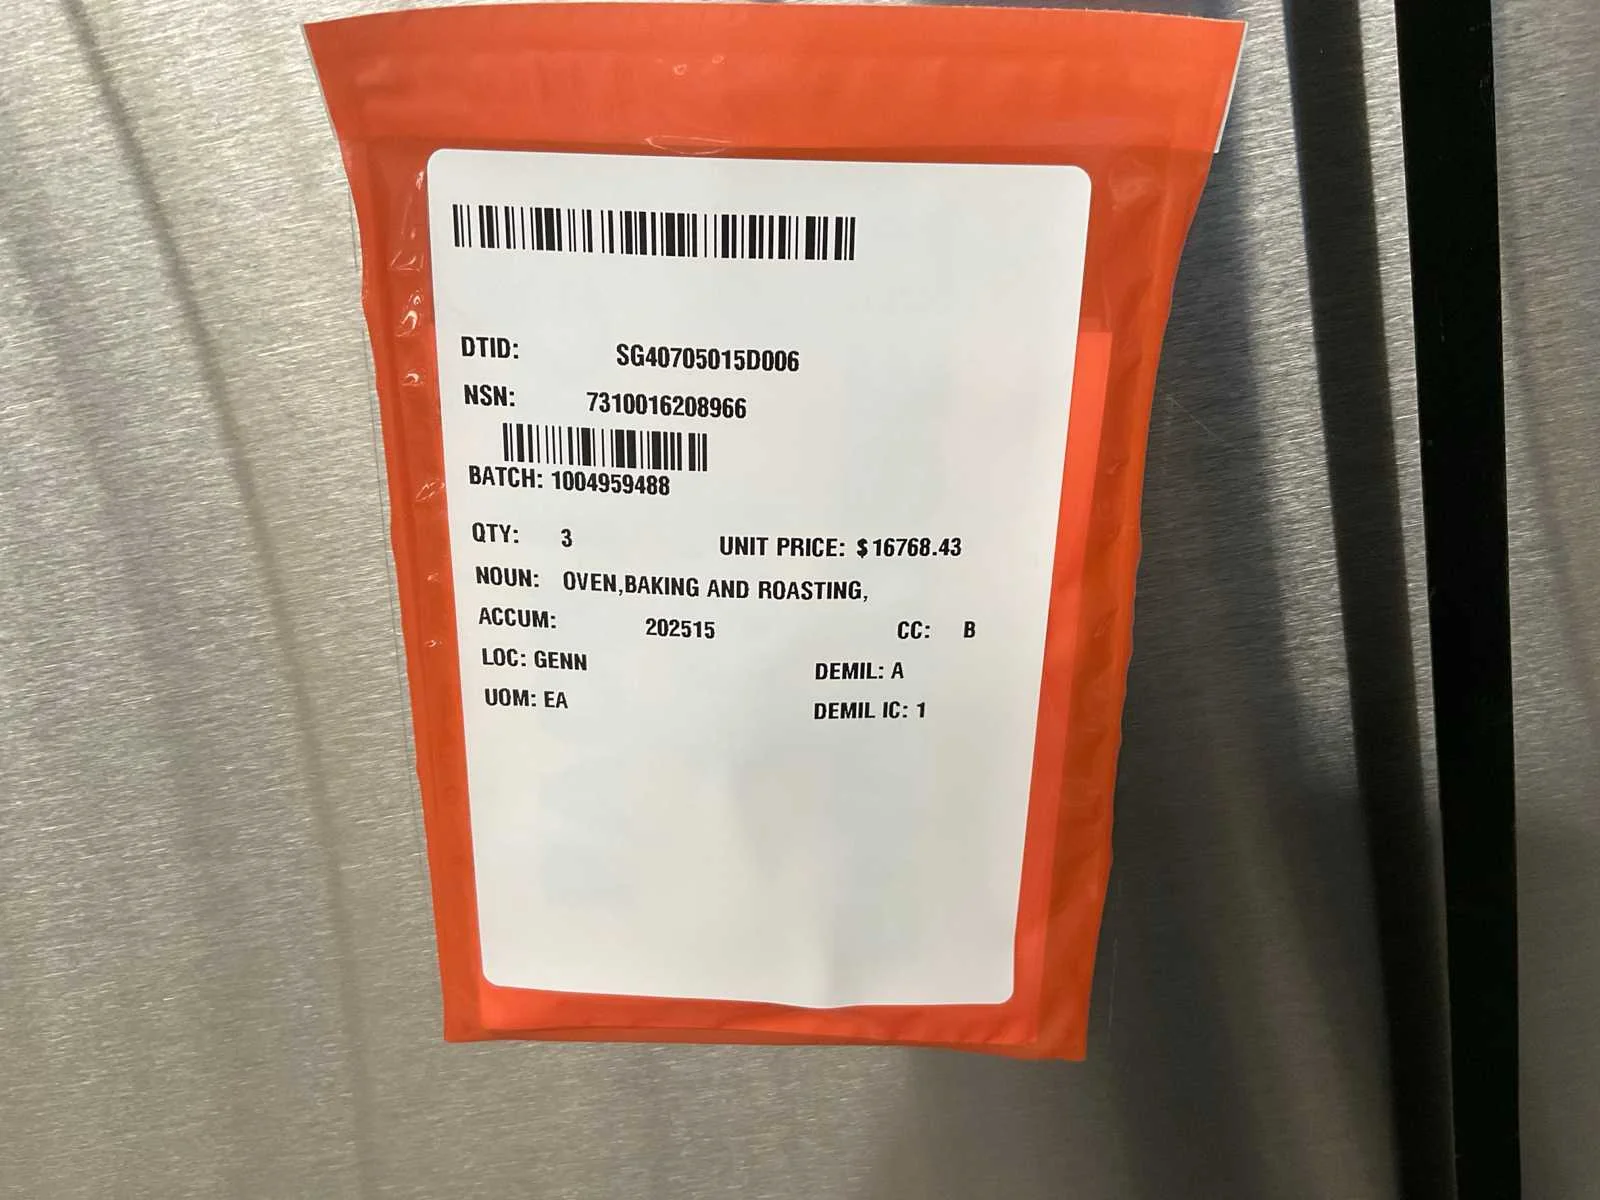 DTID: SG40705015D006
NSN: 7310016208966
BATCH: 1004959488
QTY: 3 UNIT PRICE: $16768.43
NOUN: OVEN,BAKING AND ROASTING,
ACCUM: 202515 CC: B
LOC: GENN DEMIL: A
UOM: EA DEMIL IC: 1